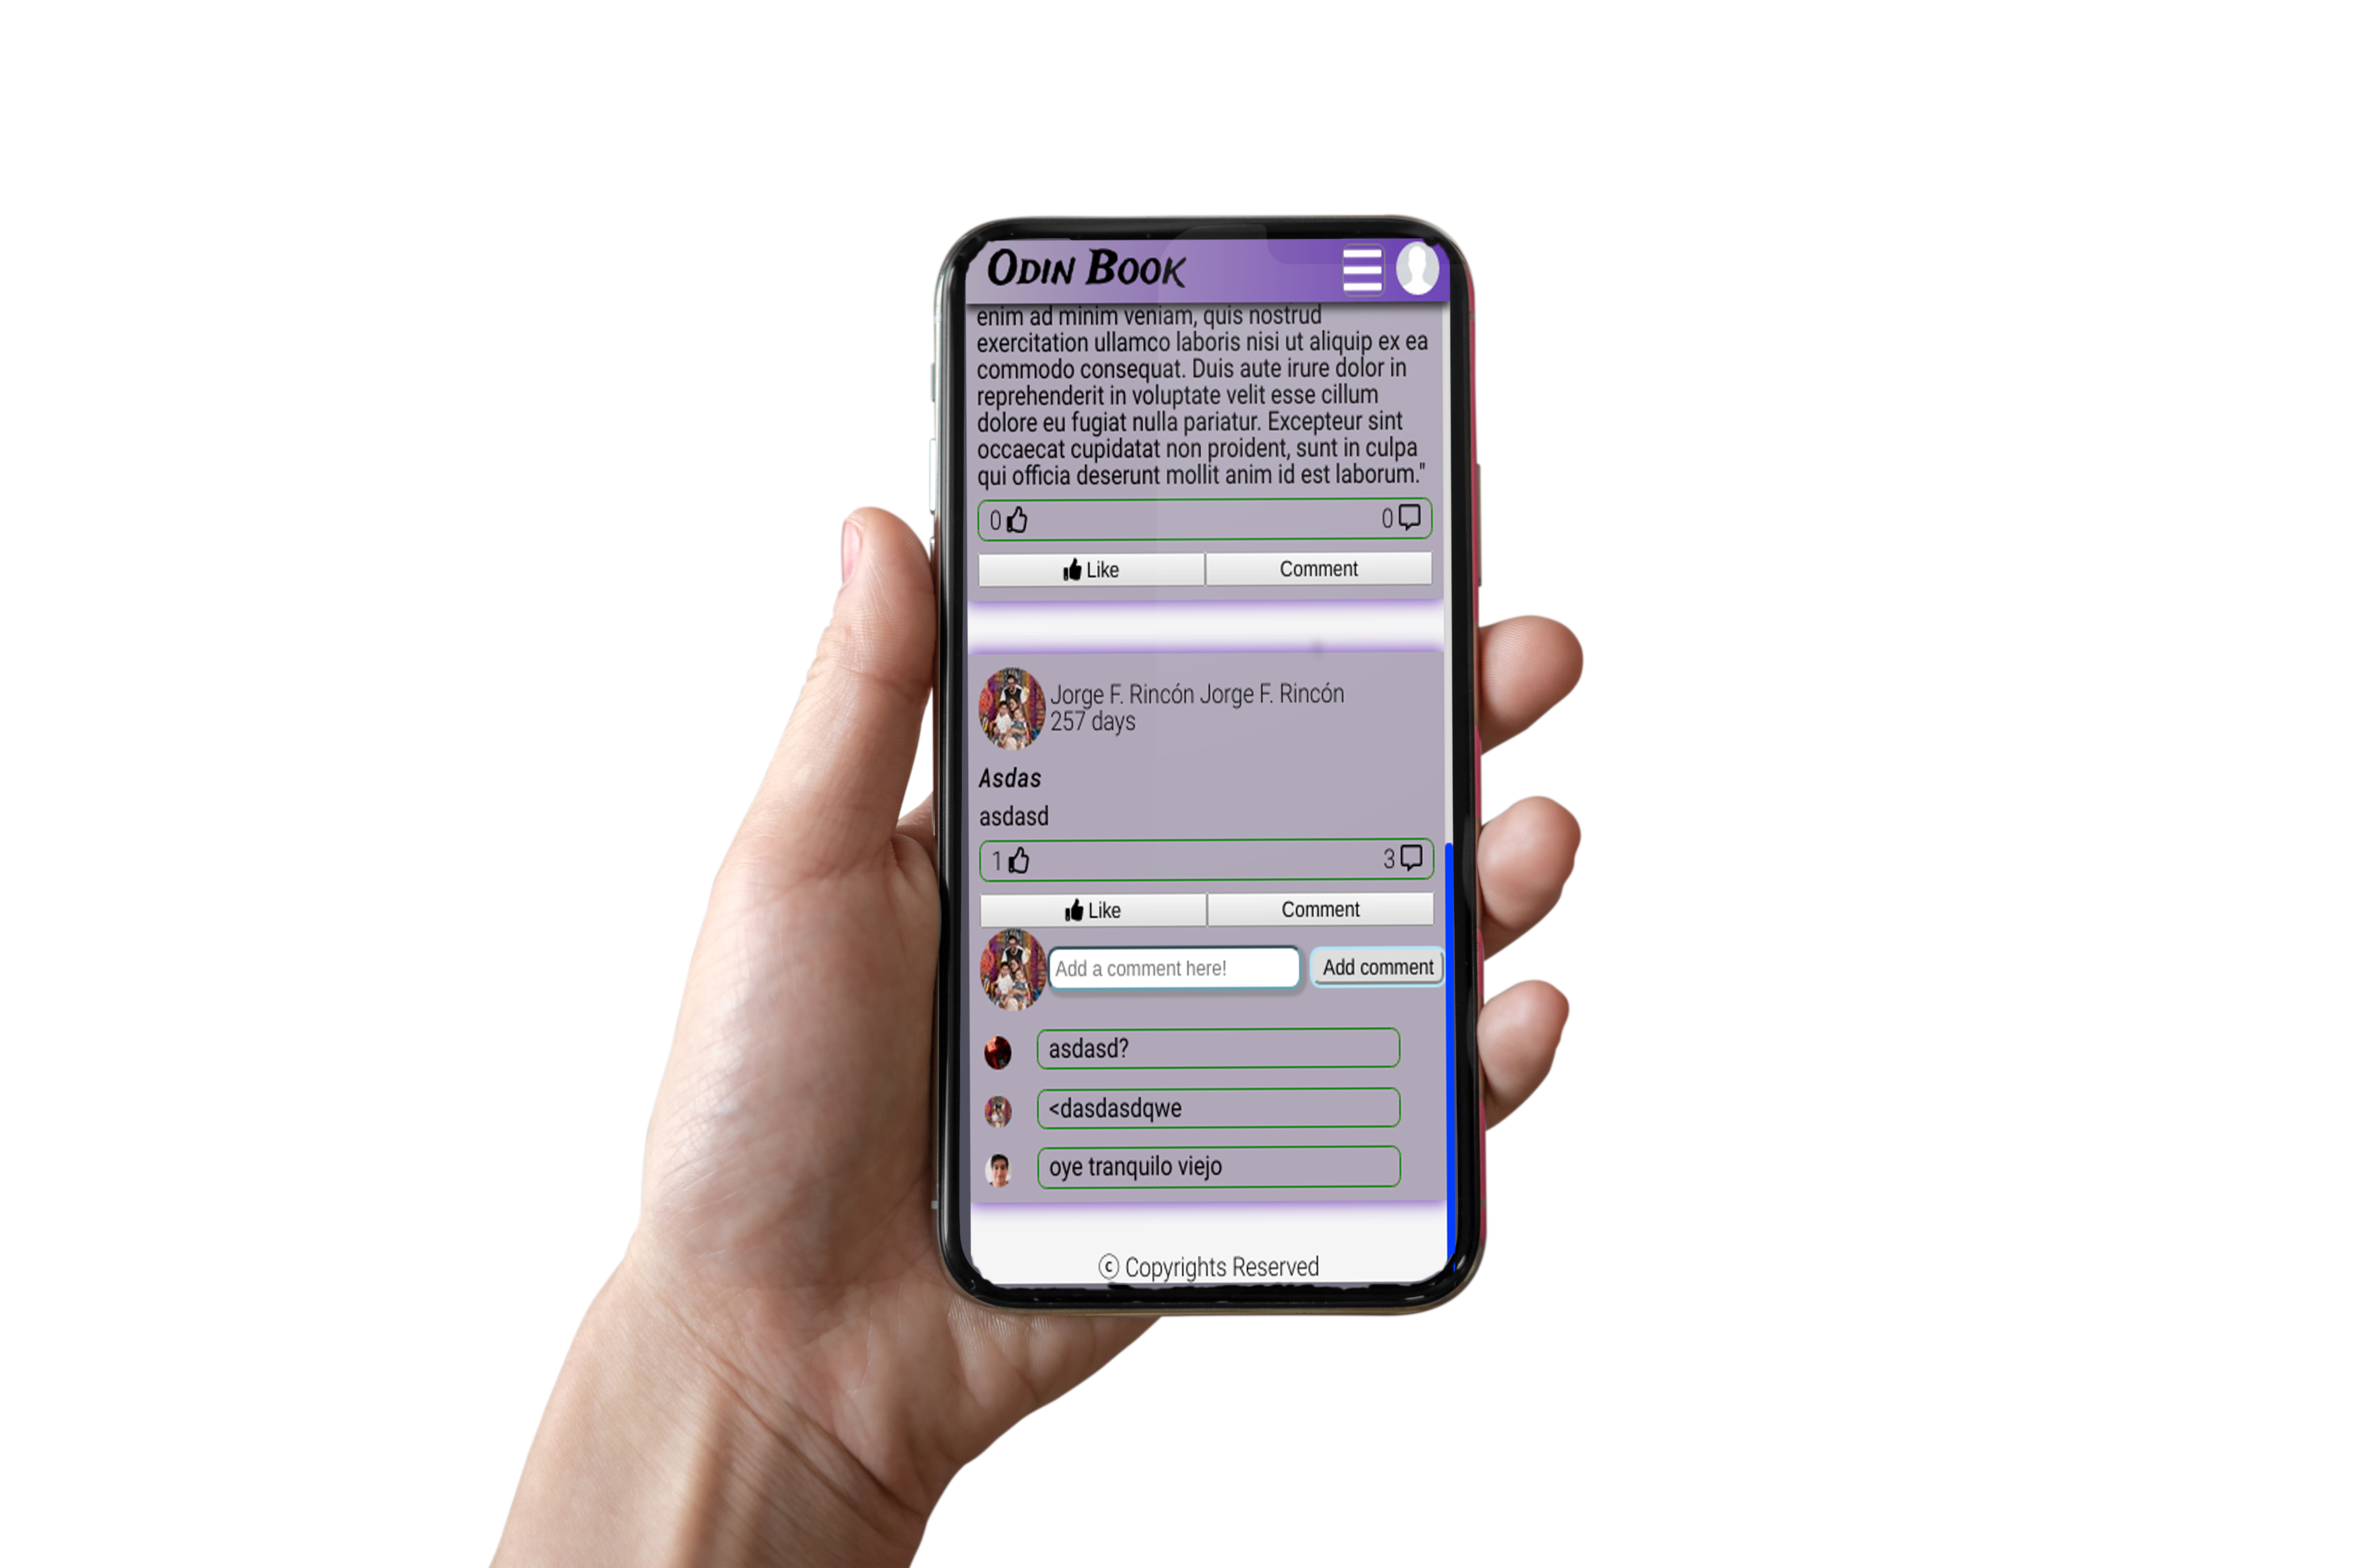 ODIN BOOK
enim ad minim veniam, quis nostrud
exercitation ullamco laboris nisi ut aliquip ex ea
commodo consequat. Duis aute irure dolor in
reprehenderit in voluptate velit esse cillum
dolore eu fugiat nulla pariatur. Excepteur sint
occaecat cupidatat non proident, sunt in culpa
qui officia deserunt mollit anim id est laborum."
0 0
Like Comment
Jorge F. Rincón Jorge F. Rincón
257 days
Asdas
asdasd
1 3
Like Comment
Add a comment here! Add comment
asdasd?
<dasdasdqwe
oye tranquilo viejo
© Copyrights Reserved